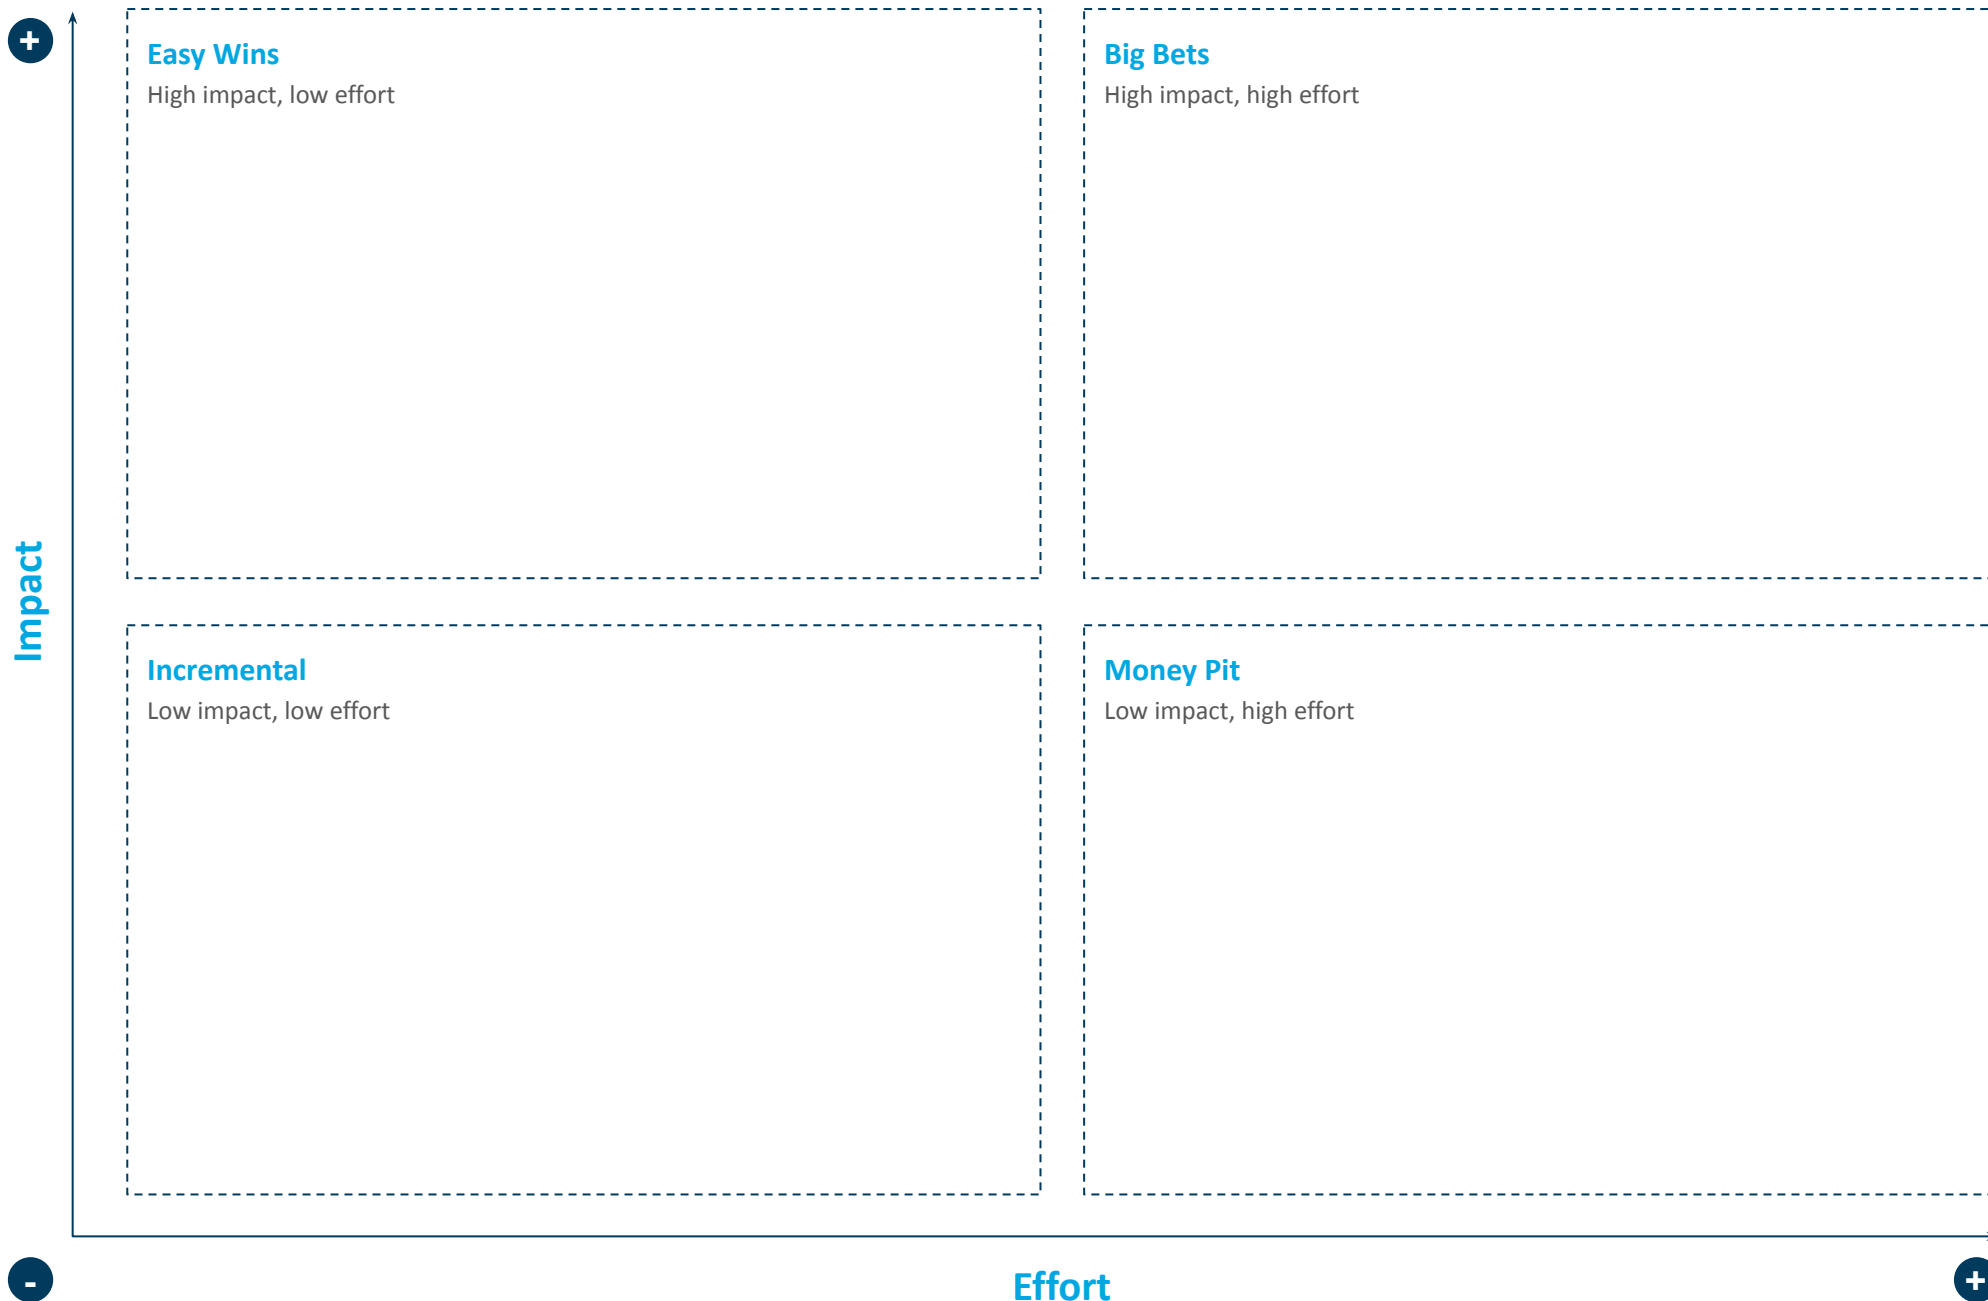 +
Easy Wins
High impact, low effort
Big Bets
High impact, high effort
Impact
Incremental
Low impact, low effort
Money Pit
Low impact, high effort
-
Effort
+